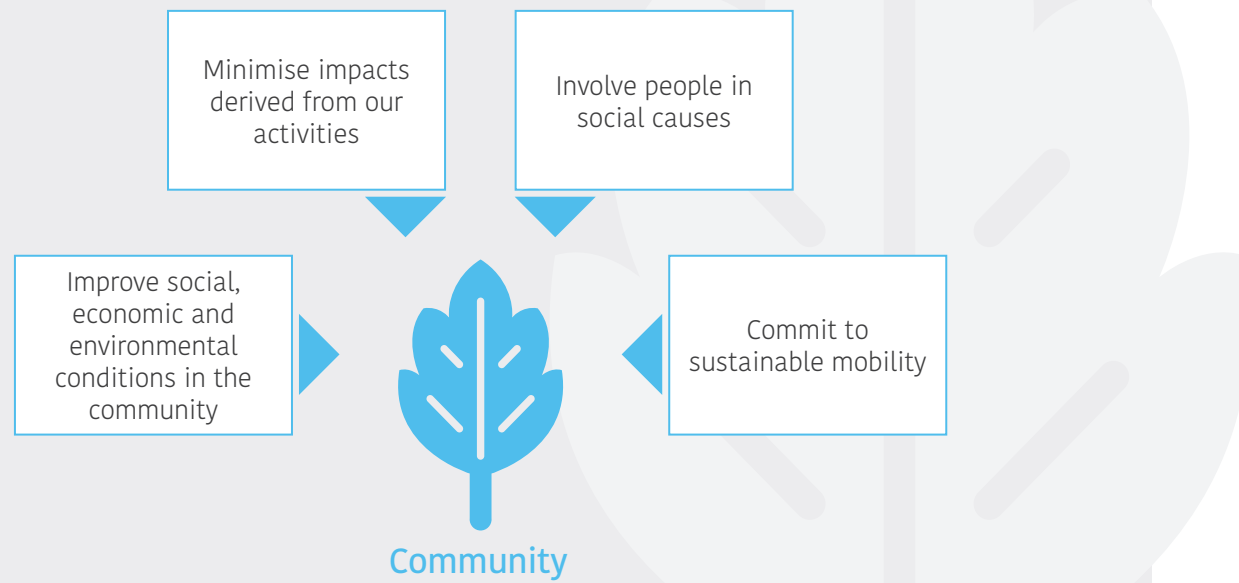 Minimise impacts
derived from our
activities
Involve people in
social causes
Improve social,
economic and
environmental
conditions in the
community
Commit to
sustainable mobility
Community